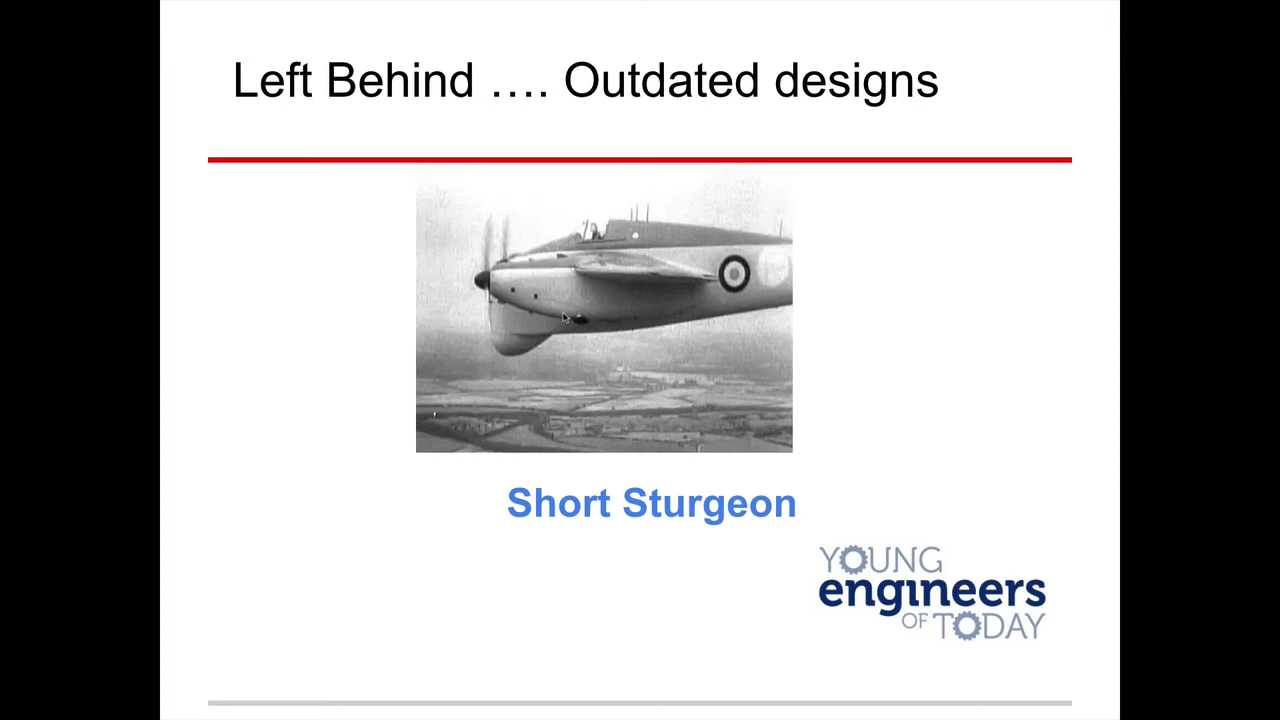 Left Behind …. Outdated designs
Short Sturgeon
YOUNG
engineers
OF TODAY